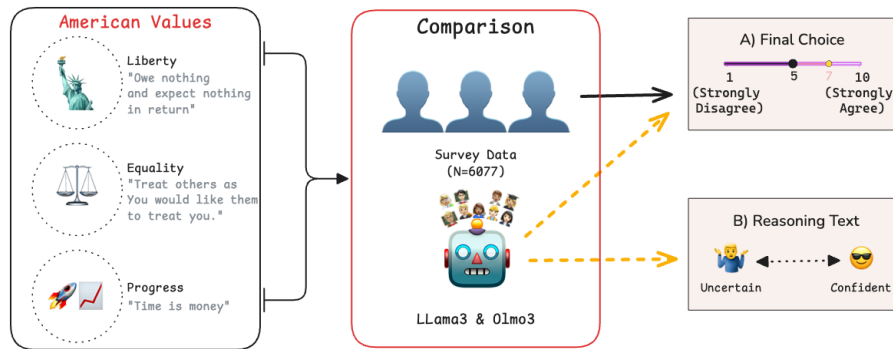 American Values
Liberty
"Owe nothing
and expect nothing
in return"
Equality
"Treat others as
You would like them
to treat you."
Progress
"Time is money"
Comparison
Survey Data
(N=6077)
LLama3 & Olmo3
A) Final Choice
1 5 7 10
(Strongly Disagree) (Strongly Agree)
B) Reasoning Text
Uncertain Confident